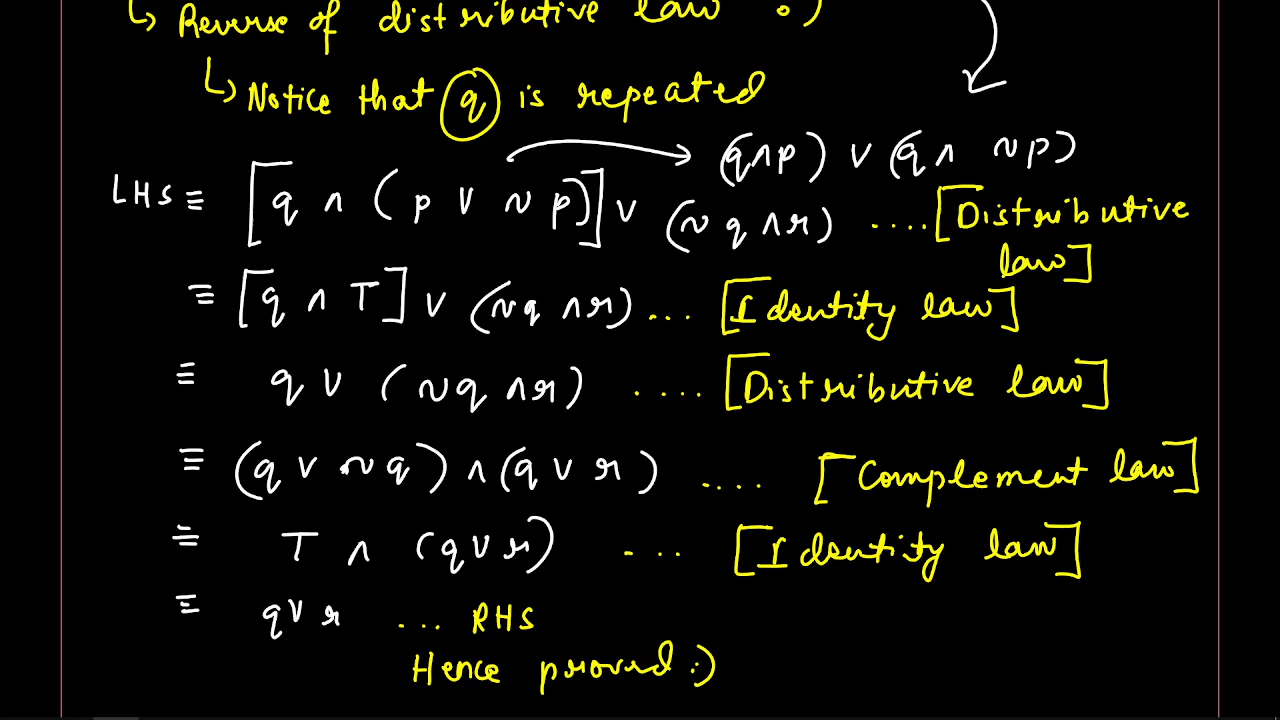 ↳ Reverse of distributive law :)
↳ Notice that q is repeated
(q ∧ p) ∨ (q ∧ ~p)
LHS ≡ [q ∧ (p ∨ ~p)] ∨ (~q ∧ r) ....[Distributive law]
≡ [q ∧ T] ∨ (~q ∧ r) ... [Identity law]
≡ q ∨ (~q ∧ r) .... [Distributive law]
≡ (q ∨ ~q) ∧ (q ∨ r) .... [Complement law]
≡ T ∧ (q ∨ r) .... [Identity law]
≡ q ∨ r ... RHS
Hence proved :)